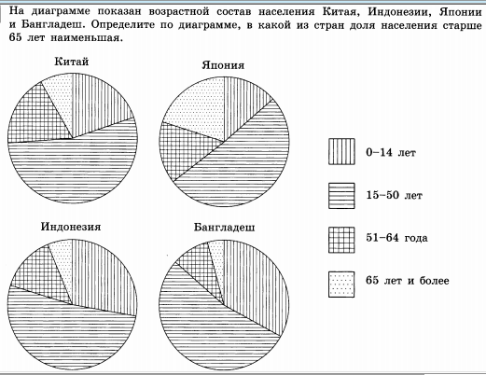 На диаграмме показан возрастной состав населения Китая, Индонезии, Японии
и Бангладеш. Определите по диаграмме, в какой из стран доля населения старше
65 лет наименьшая.
Китай
Япония
0–14 лет
15–50 лет
Индонезия
Бангладеш
51–64 года
65 лет и более